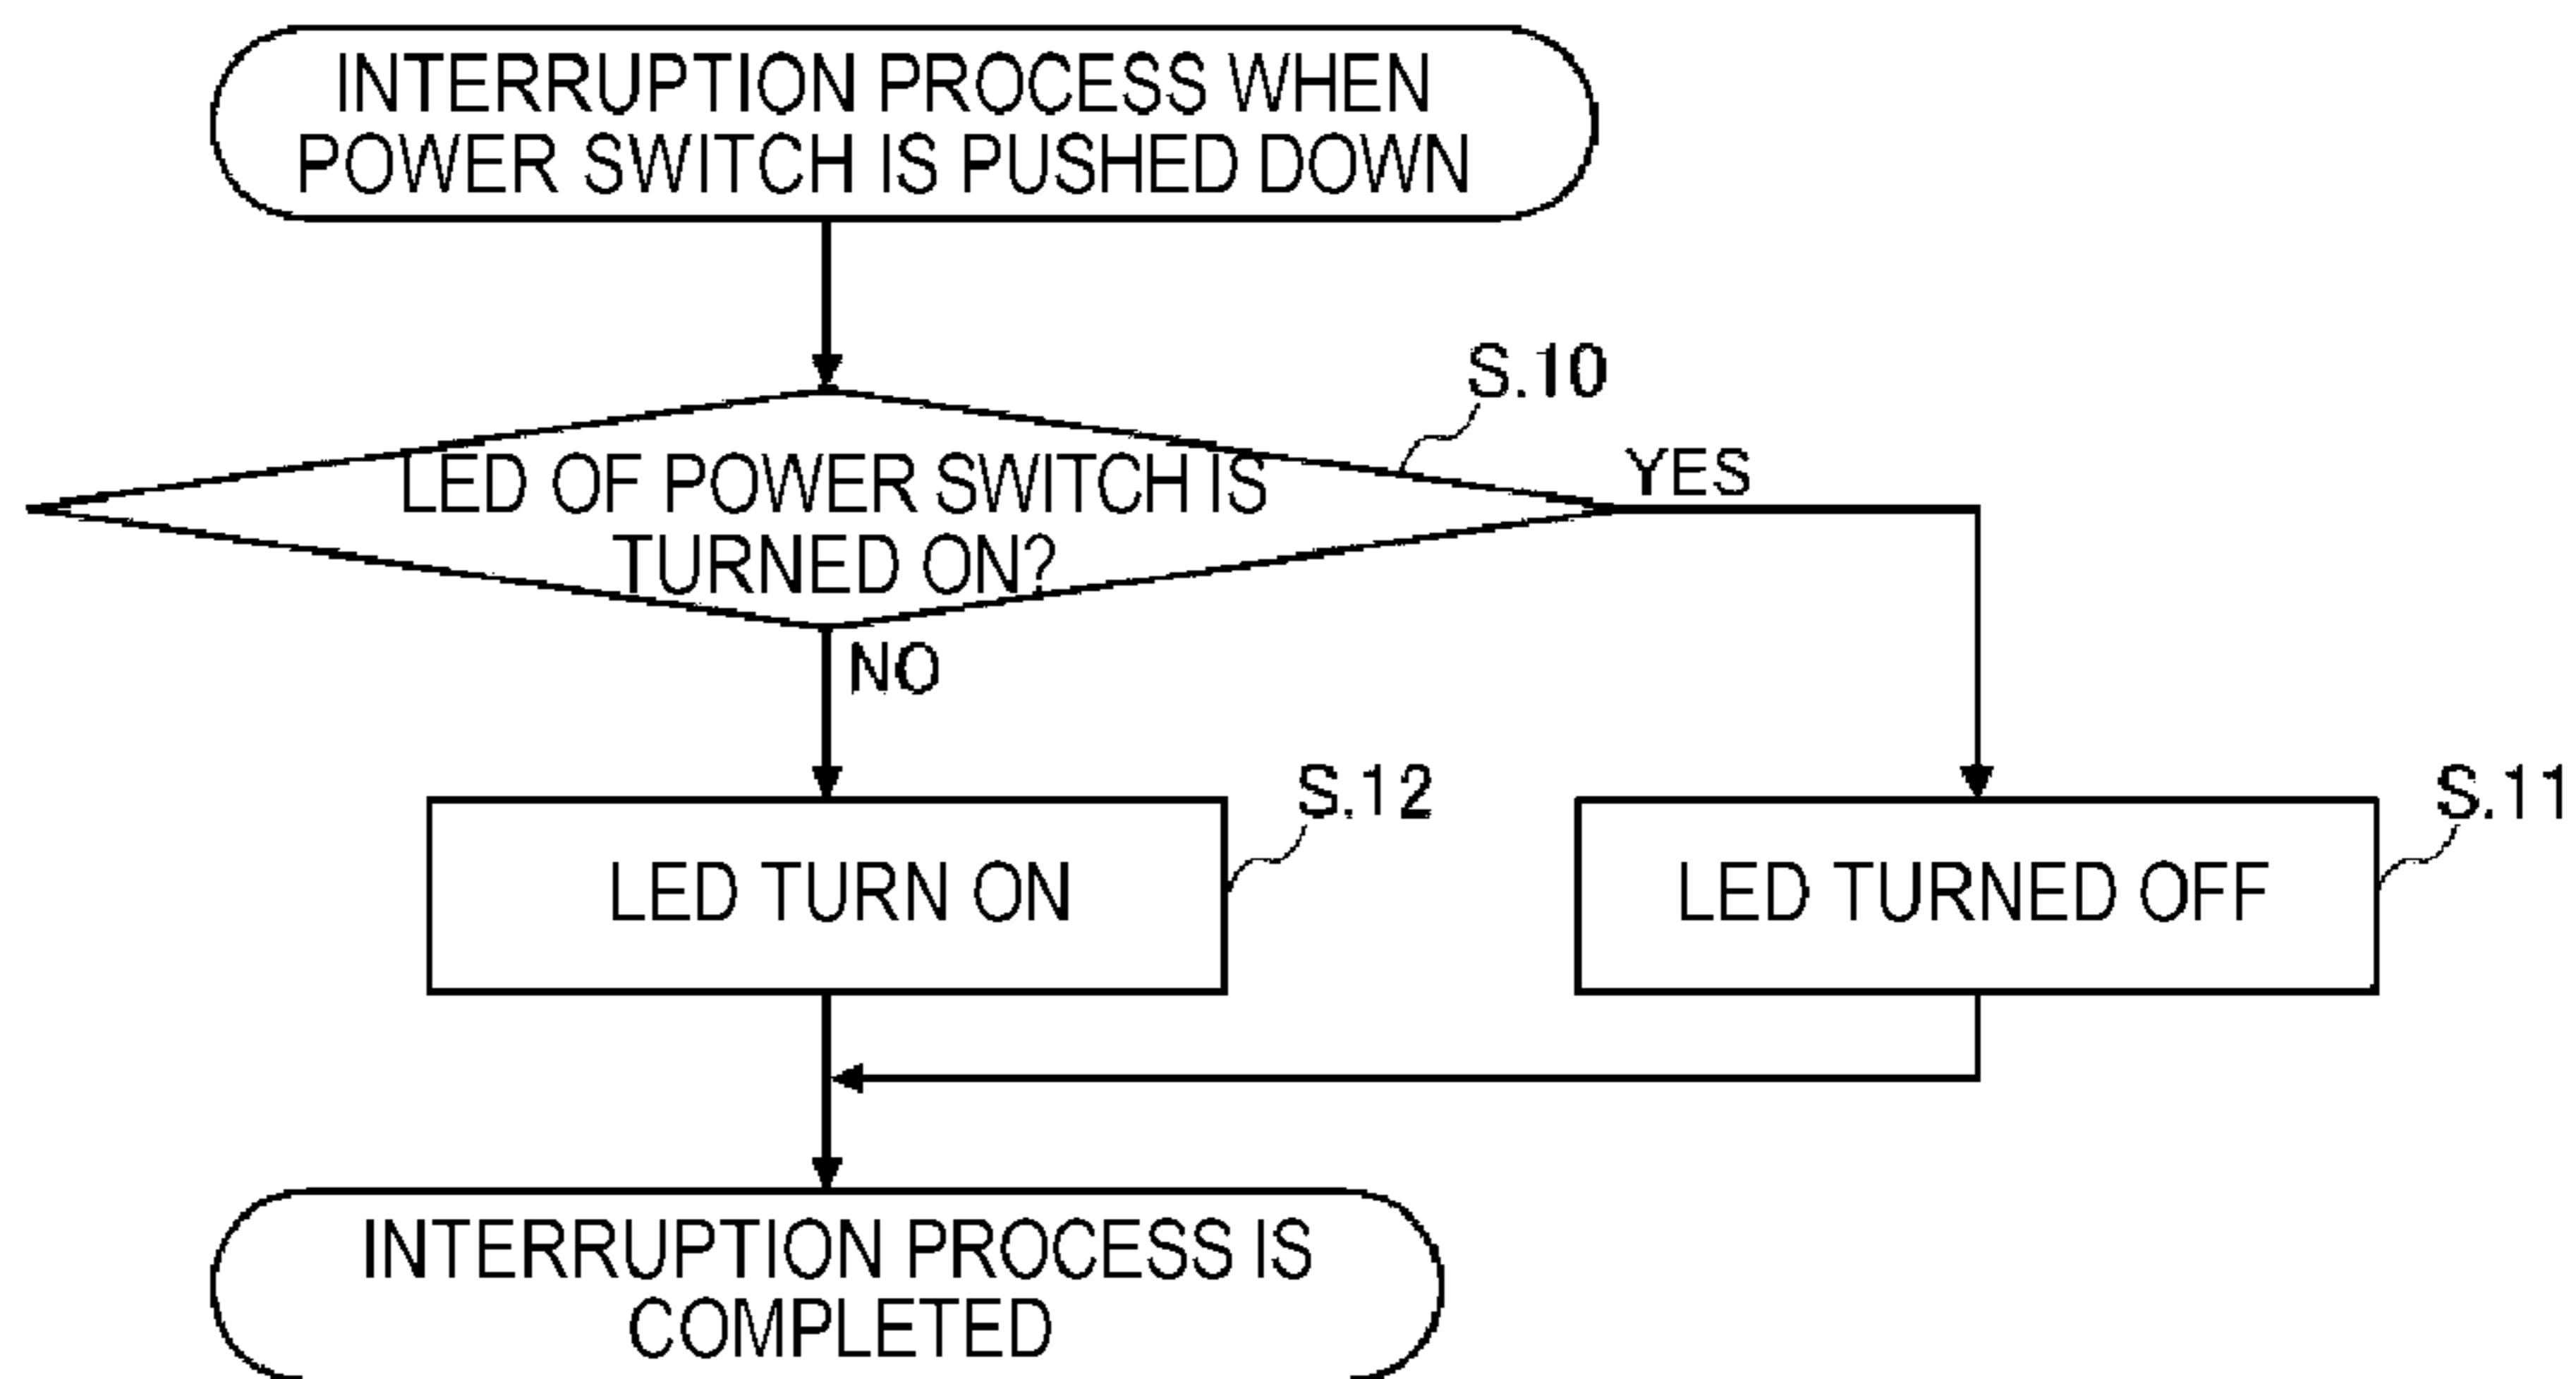 INTERRUPTION PROCESS WHEN
POWER SWITCH IS PUSHED DOWN
S.10
LED OF POWER SWITCH IS
TURNED ON?
YES
NO
S.12
S.11
LED TURN ON
LED TURNED OFF
INTERRUPTION PROCESS IS
COMPLETED